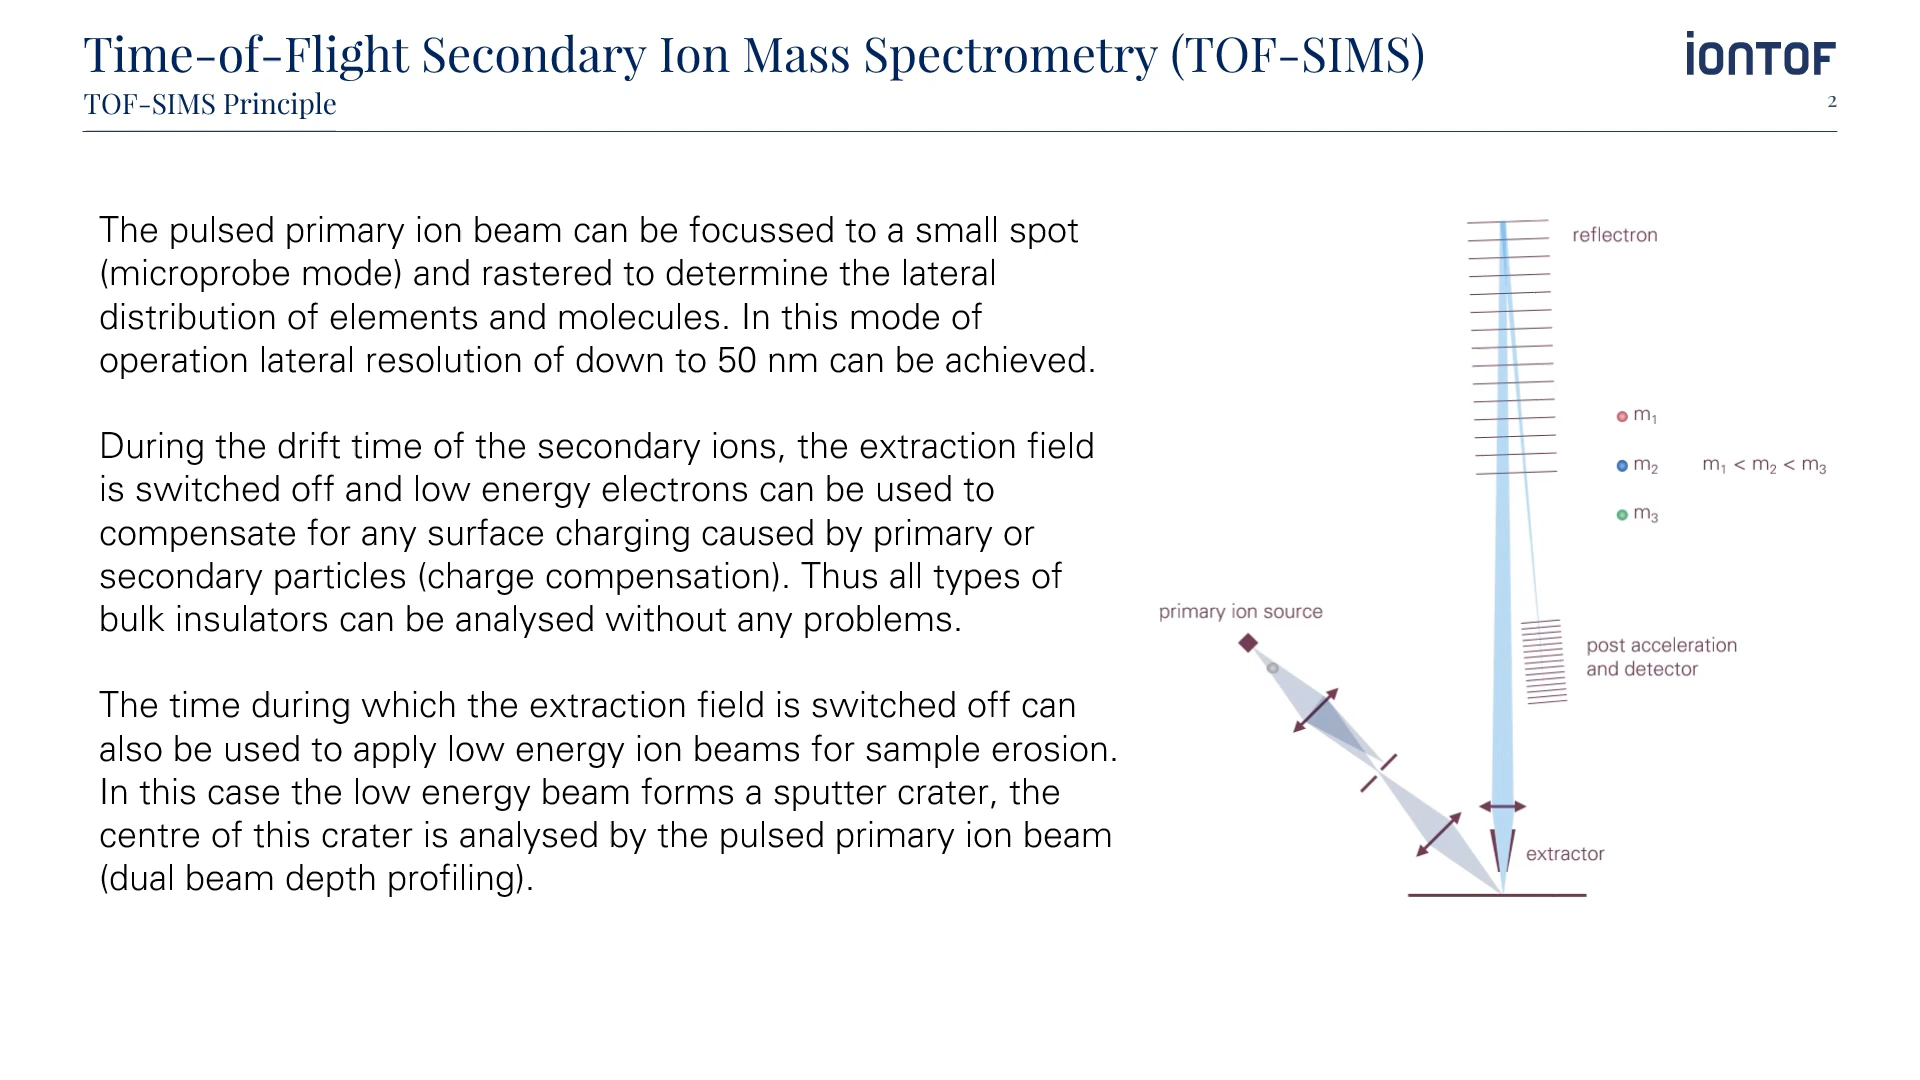 Time-of-Flight Secondary Ion Mass Spectrometry (TOF-SIMS)
ionTOF
TOF-SIMS Principle
2
The pulsed primary ion beam can be focussed to a small spot
(microprobe mode) and rastered to determine the lateral
distribution of elements and molecules. In this mode of
operation lateral resolution of down to 50 nm can be achieved.
During the drift time of the secondary ions, the extraction field
is switched off and low energy electrons can be used to
compensate for any surface charging caused by primary or
secondary particles (charge compensation). Thus all types of
bulk insulators can be analysed without any problems.
The time during which the extraction field is switched off can
also be used to apply low energy ion beams for sample erosion.
In this case the low energy beam forms a sputter crater, the
centre of this crater is analysed by the pulsed primary ion beam
(dual beam depth profiling).
reflectron
m₁
m₂
m₁ < m₂ < m₃
m₃
primary ion source
post acceleration
and detector
extractor